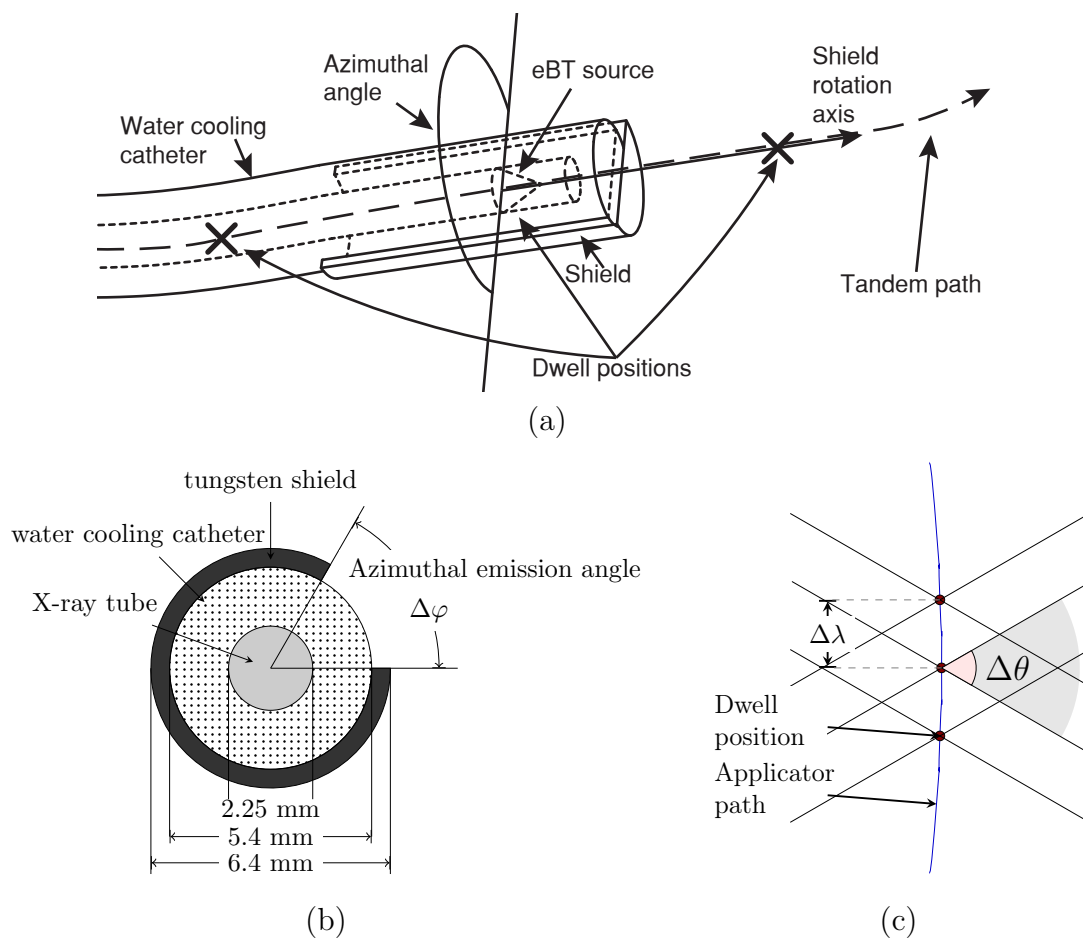 Azimuthal
angle
eBT source
Shield
rotation
axis
Water cooling
catheter
Shield
Tandem path
Dwell positions
(a)
tungsten shield
water cooling catheter
Azimuthal emission angle
X-ray tube
Δφ
2.25 mm
5.4 mm
6.4 mm
(b)
Δλ
Δθ
Dwell
position
Applicator
path
(c)